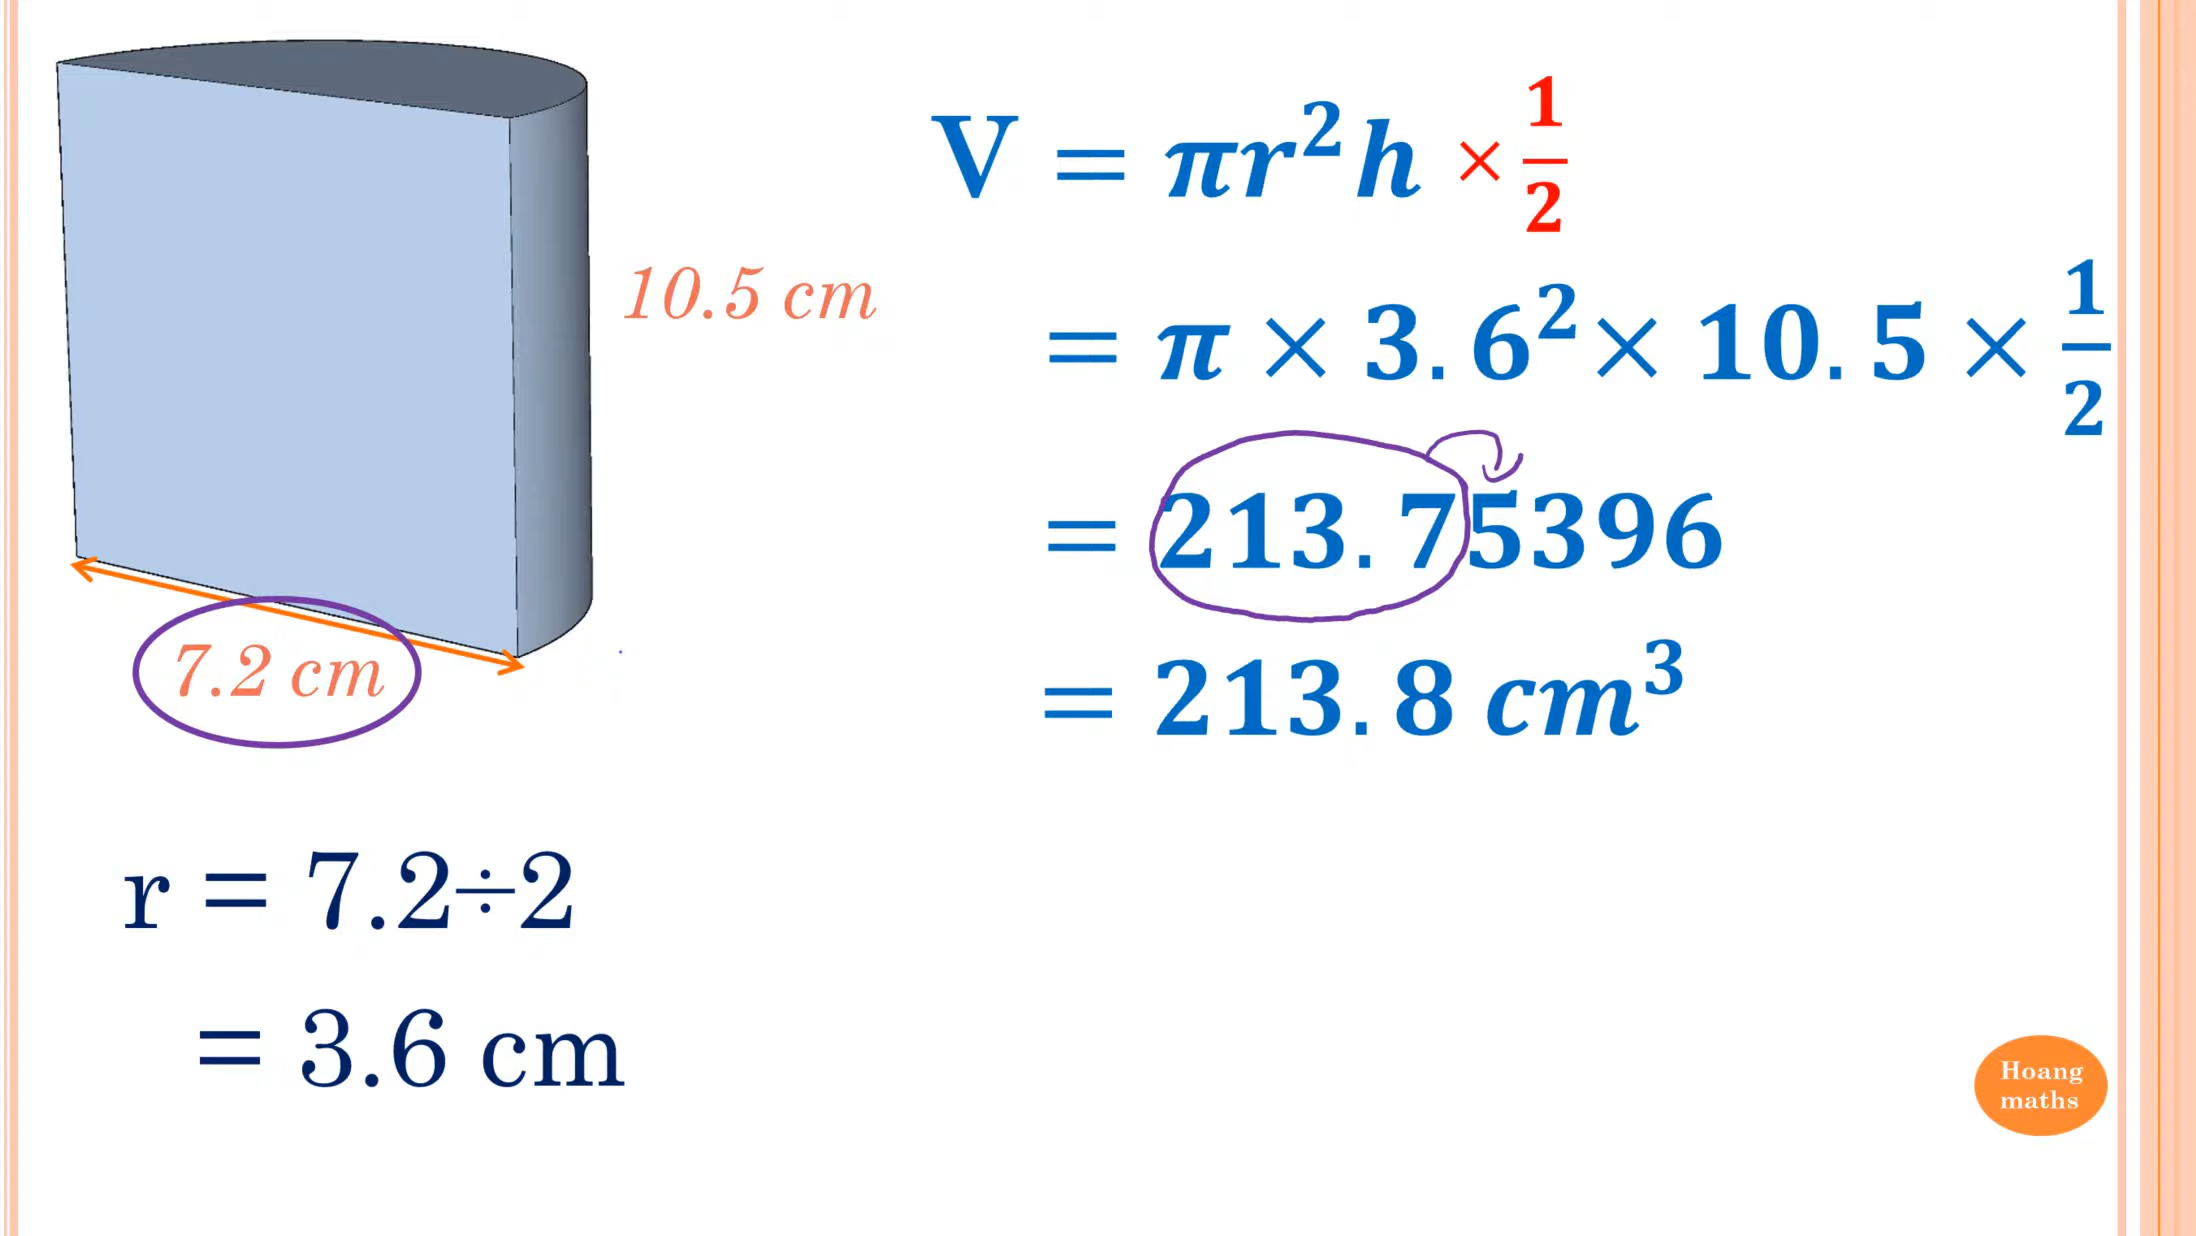 10.5 cm
7.2 cm
r = 7.2÷2
= 3.6 cm
V = πr²h × 1/2
= π × 3.6² × 10.5 × 1/2
= 213.75396
= 213.8 cm³
Hoang
maths